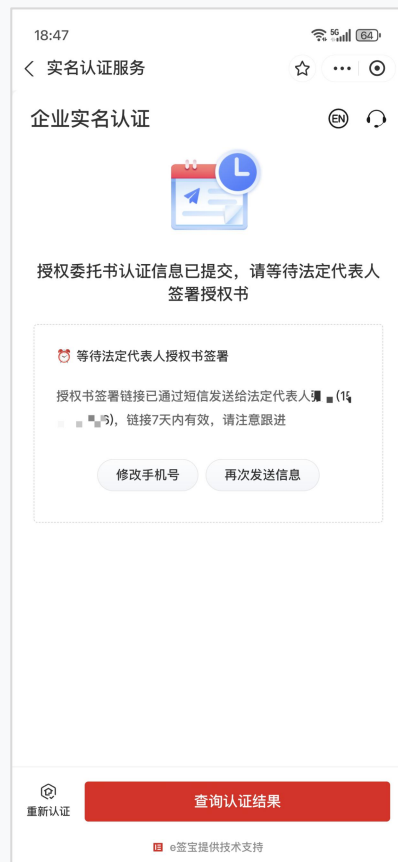 18:47
5G
64
实名认证服务
企业实名认证
EN
授权委托书认证信息已提交，请等待法定代表人
签署授权书
等待法定代表人授权书签署
授权书签署链接已通过短信发送给法定代表人
链接7天内有效，请注意跟进
修改手机号
再次发送信息
重新认证
查询认证结果
e签宝提供技术支持